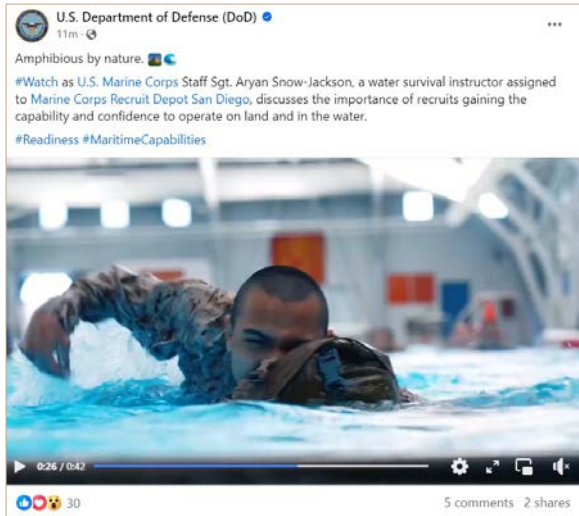 U.S. Department of Defense (DoD)
11m ·
Amphibious by nature.
#Watch as U.S. Marine Corps Staff Sgt. Aryan Snow-Jackson, a water survival instructor assigned
to Marine Corps Recruit Depot San Diego, discusses the importance of recruits gaining the
capability and confidence to operate on land and in the water.
#Readiness #MaritimeCapabilities
0:26 / 0:42
30
5 comments 2 shares